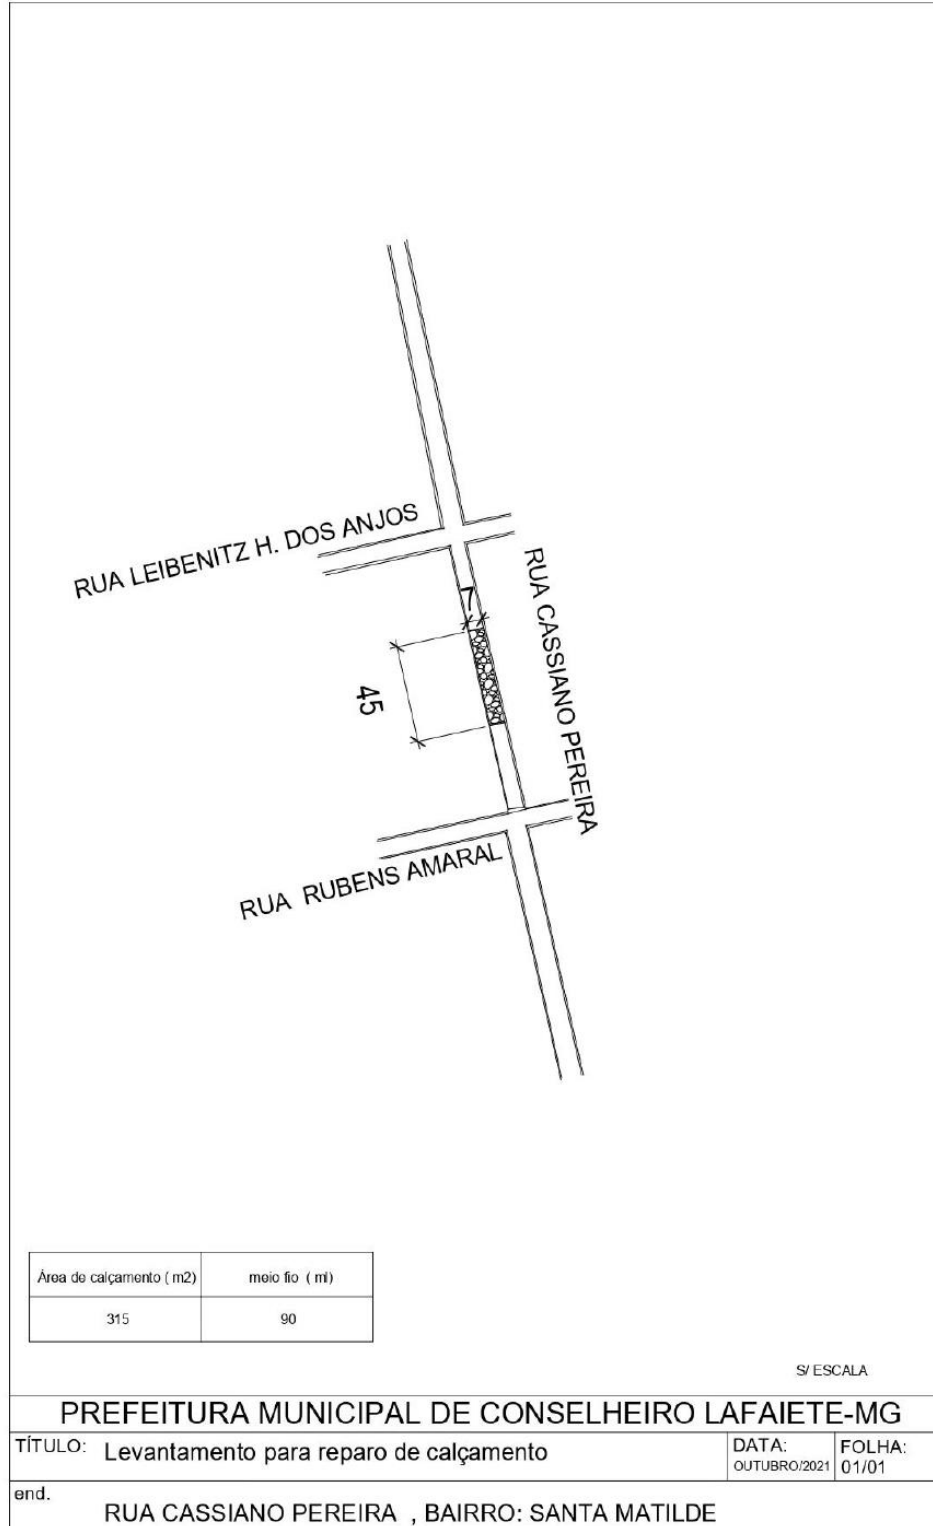 RUA LEIBENITZ H. DOS ANJOS
RUA CASSIANO PEREIRA
7
45
RUA RUBENS AMARAL
Área de calçamento ( m2)
meio fio ( ml)
315
90
S/ ESCALA
PREFEITURA MUNICIPAL DE CONSELHEIRO LAFAIETE-MG
TÍTULO: Levantamento para reparo de calçamento
DATA:
OUTUBRO/2021
FOLHA:
01/01
end.
RUA CASSIANO PEREIRA , BAIRRO: SANTA MATILDE